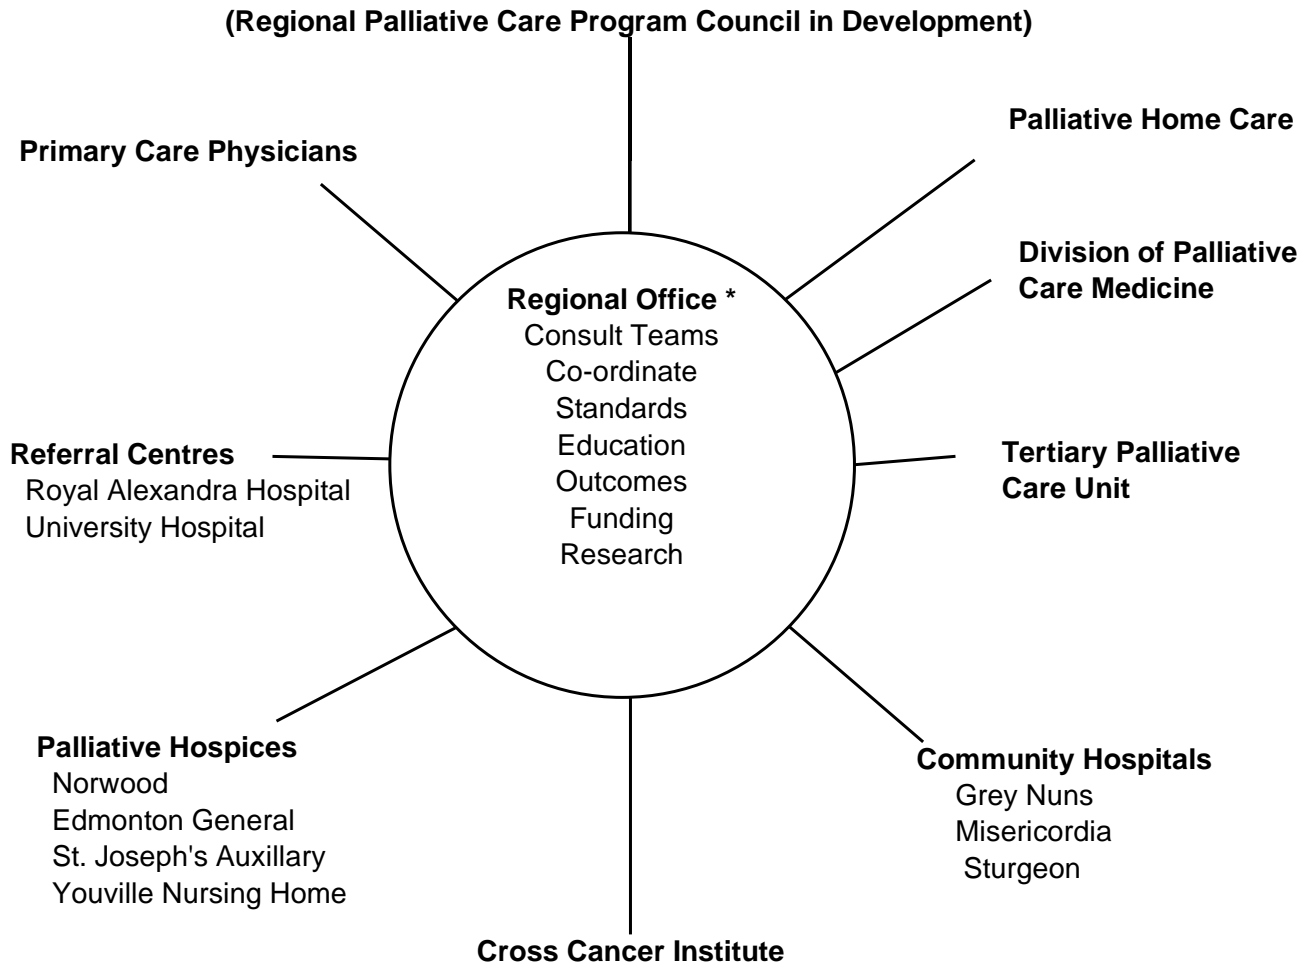 (Regional Palliative Care Program Council in Development)
Palliative Home Care
Primary Care Physicians
Division of Palliative
Care Medicine
Regional Office *
Consult Teams
Co-ordinate
Standards
Education
Outcomes
Funding
Research
Referral Centres
Royal Alexandra Hospital
University Hospital
Tertiary Palliative
Care Unit
Palliative Hospices
Norwood
Edmonton General
St. Joseph's Auxillary
Youville Nursing Home
Community Hospitals
Grey Nuns
Misericordia
Sturgeon
Cross Cancer Institute